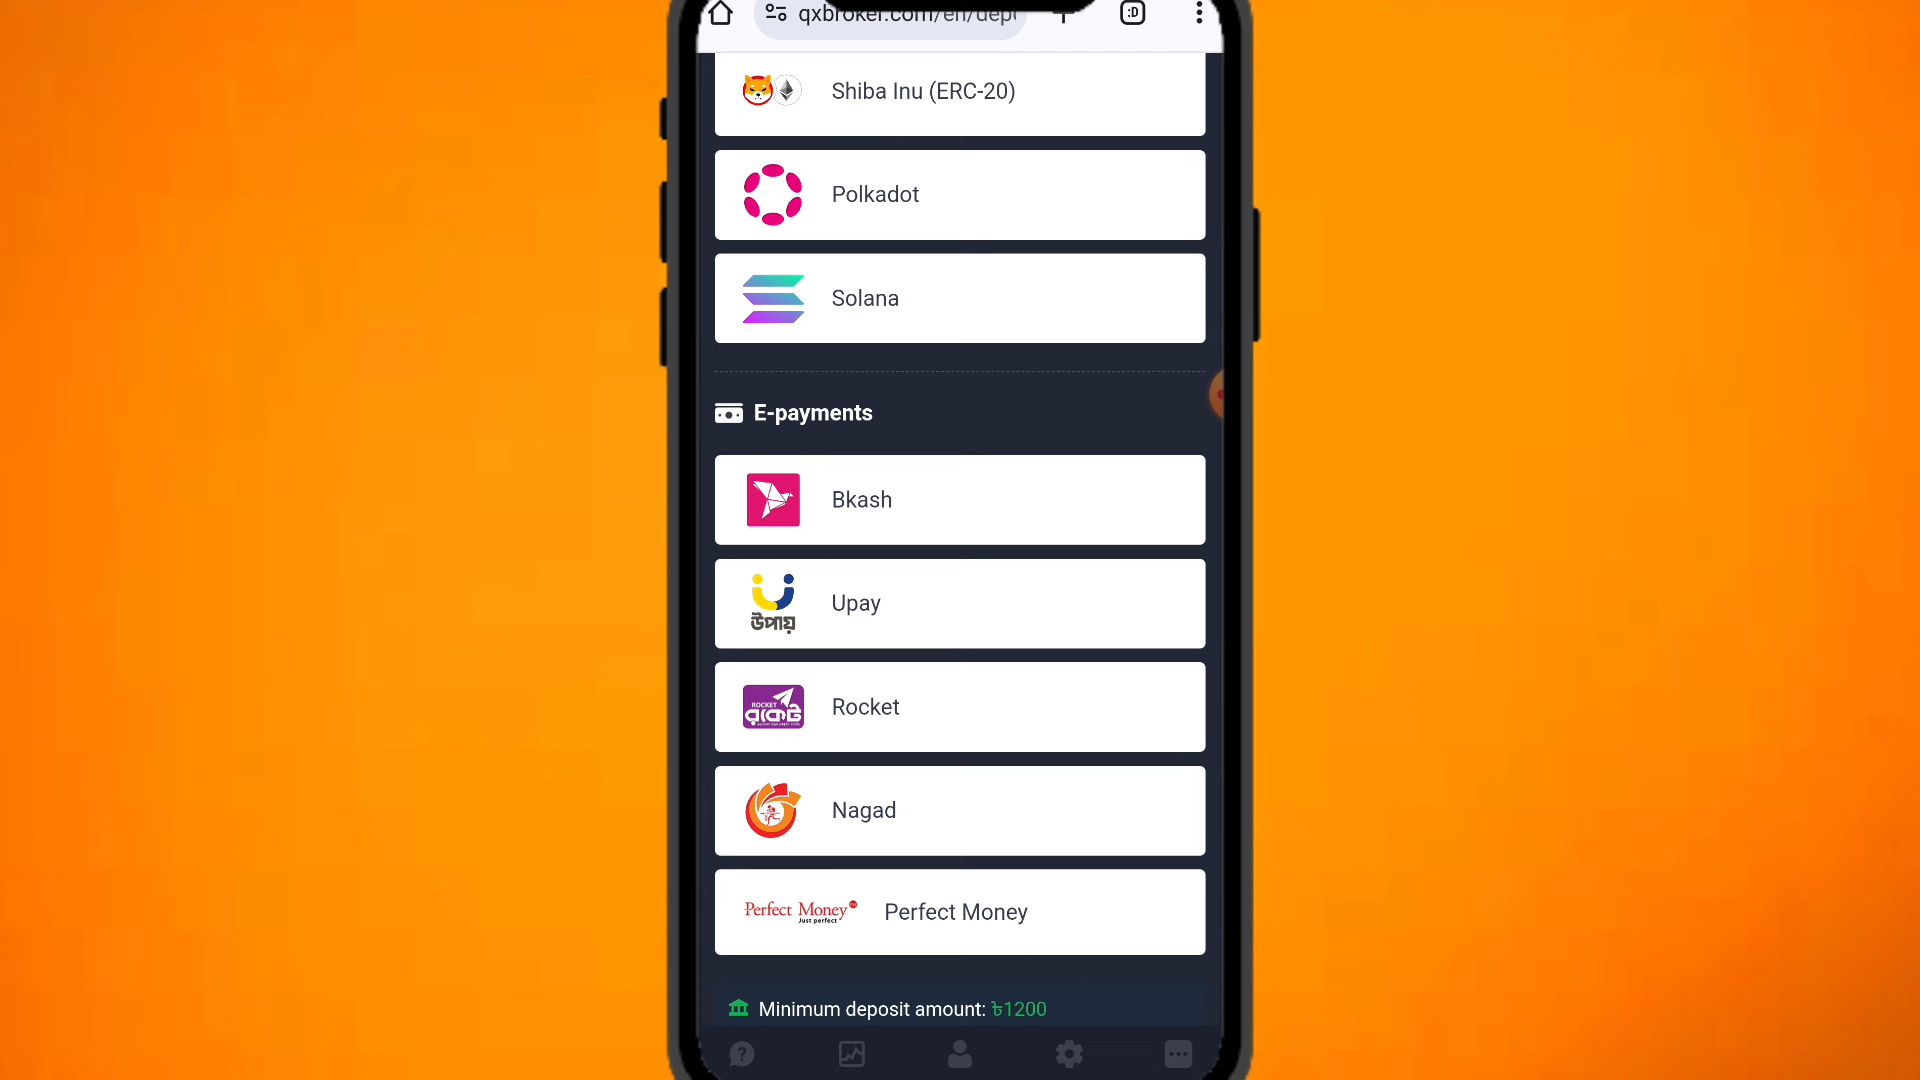 qxbroker.com/en/dep
:D
Shiba Inu (ERC-20)
Polkadot
Solana
E-payments
Bkash
উপায়
Upay
ROCKET
রকেট
Rocket
Nagad
Perfect Money
Just perfect
Perfect Money
Minimum deposit amount: ৳1200